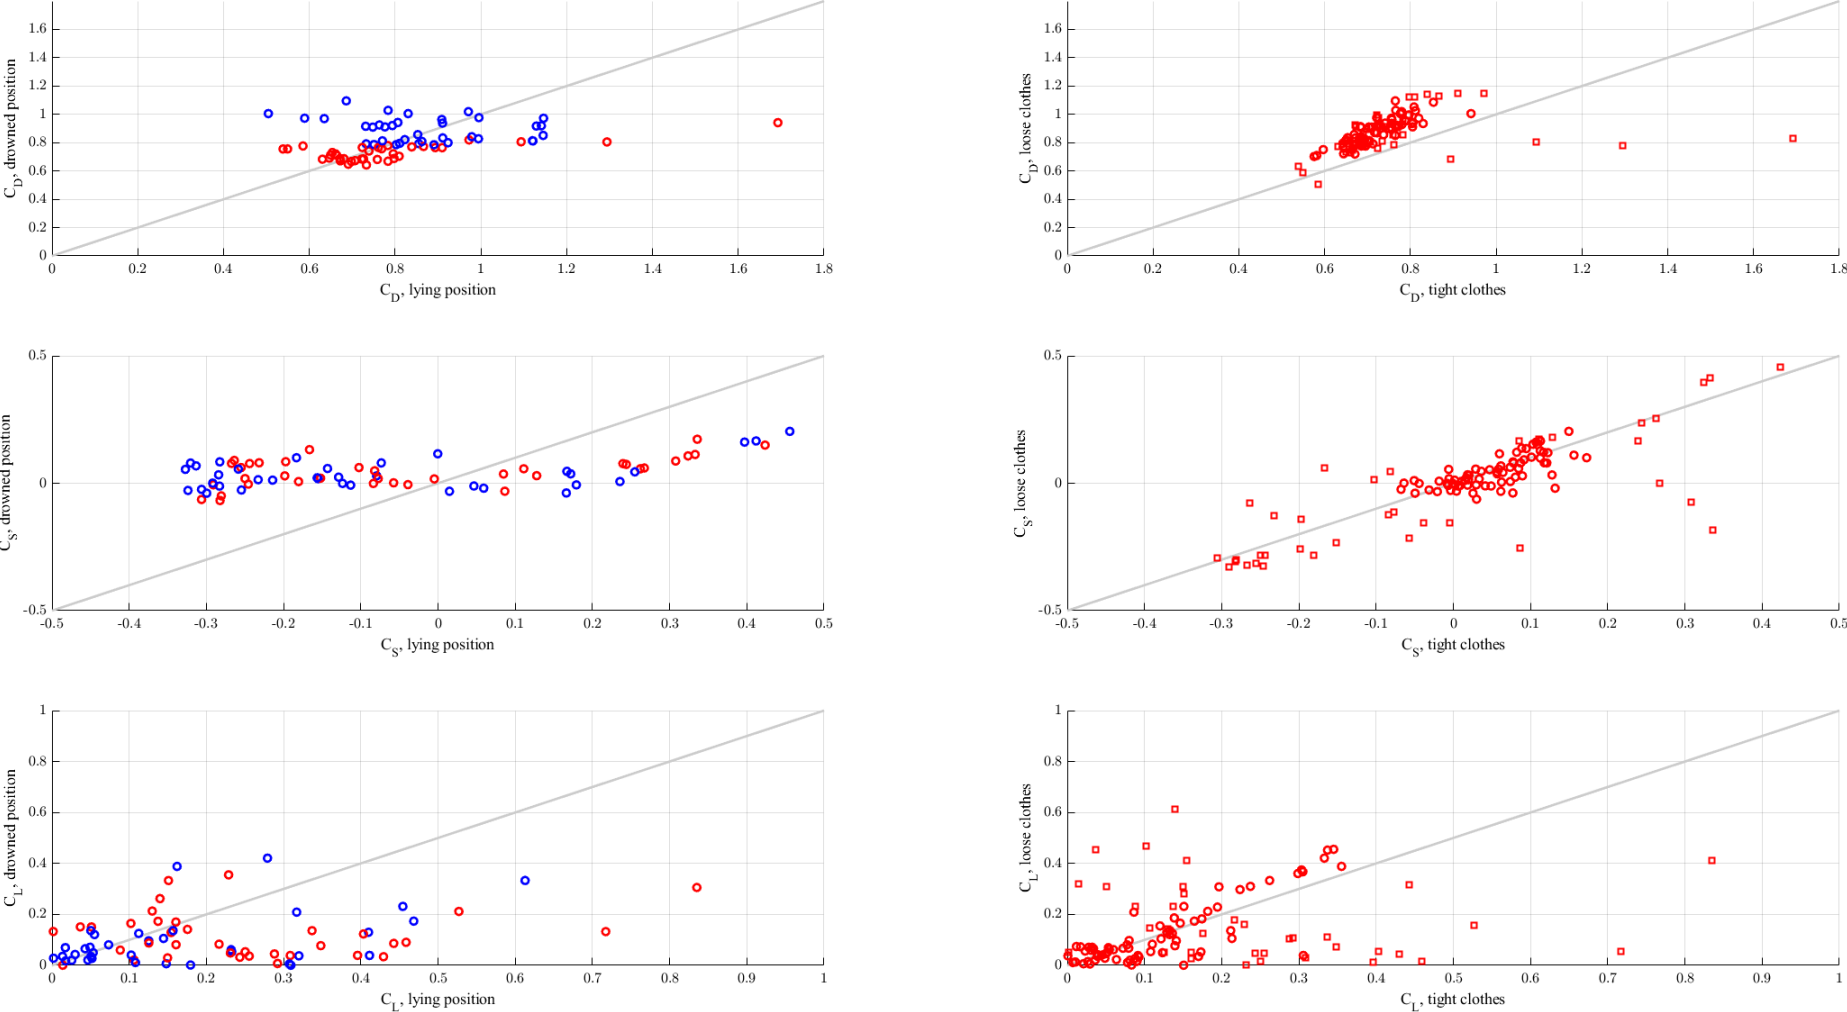 C_D, drowned position
1.6
1.4
1.2
1
0.8
0.6
0.4
0.2
0
0 0.2 0.4 0.6 0.8 1 1.2 1.4 1.6 1.8
C_D, lying position
C_D, loose clothes
1.6
1.4
1.2
1
0.8
0.6
0.4
0.2
0
0 0.2 0.4 0.6 0.8 1 1.2 1.4 1.6 1.8
C_D, tight clothes
C_S, drowned position
0.5
0
-0.5
-0.5 -0.4 -0.3 -0.2 -0.1 0 0.1 0.2 0.3 0.4 0.5
C_S, lying position
C_S, loose clothes
0.5
0
-0.5
-0.5 -0.4 -0.3 -0.2 -0.1 0 0.1 0.2 0.3 0.4 0.5
C_S, tight clothes
C_L, drowned position
1
0.8
0.6
0.4
0.2
0
0 0.1 0.2 0.3 0.4 0.5 0.6 0.7 0.8 0.9 1
C_L, lying position
C_L, loose clothes
1
0.8
0.6
0.4
0.2
0
0 0.1 0.2 0.3 0.4 0.5 0.6 0.7 0.8 0.9 1
C_L, tight clothes